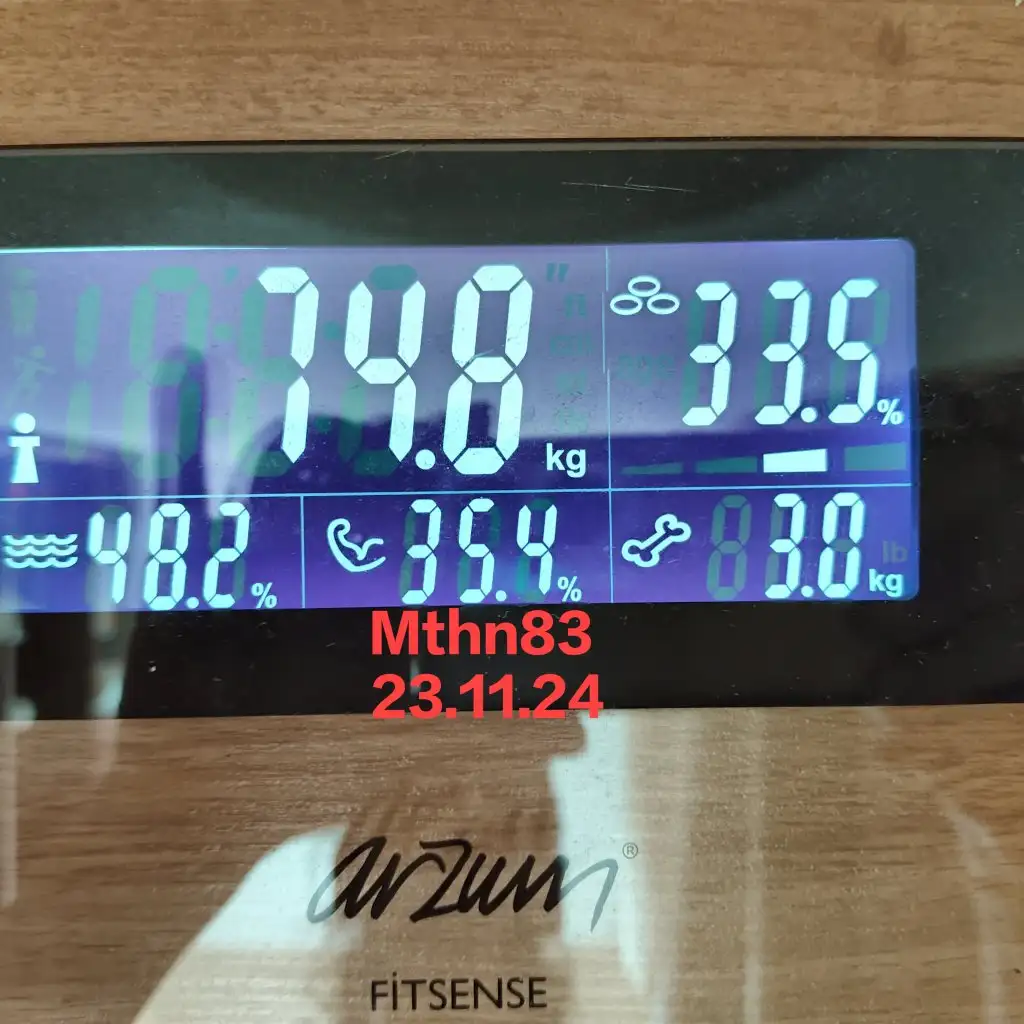 74.8 kg
33.5 %
48.2 %
35.4 %
3.0 kg
Mthn83
23.11.24
arzum®
FİTSENSE